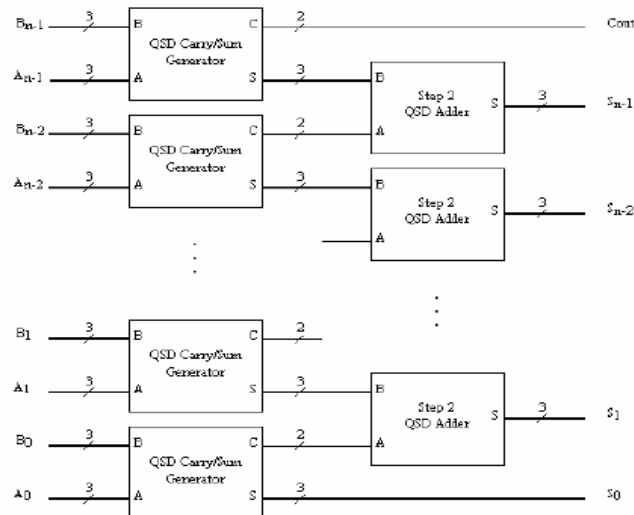 Bn-1 3 B C 2 Cout
QSD Carry/Sum
Generator
An-1 3 A S 3 B
Step 2
QSD Adder
S 3 Sn-1
Bn-2 3 B C 2 A
QSD Carry/Sum
Generator
An-2 3 A S 3 B
Step 2
QSD Adder
S 3 Sn-2
A
B1 3 B C 2
QSD Carry/Sum
Generator
A1 3 A S 3 B
Step 2
QSD Adder
S 3 S1
B0 3 B C 2 A
QSD Carry/Sum
Generator
A0 3 A S 3 S0